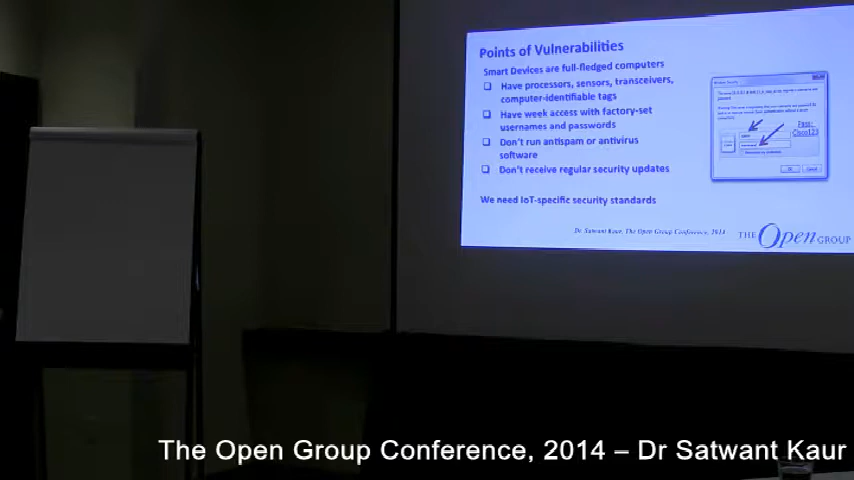 Points of Vulnerabilities
Smart Devices are full-fledged computers
Have processors, sensors, transceivers,
computer-identifiable tags
Have week access with factory-set
usernames and passwords
Don't run antispam or antivirus
software
Don't receive regular security updates
We need IoT-specific security standards
Pass:
Cisco123
OK Cancel
Dr Satwant Kaur, The Open Group Conference, 2014
THE Open GROUP
The Open Group Conference, 2014 – Dr Satwant Kaur